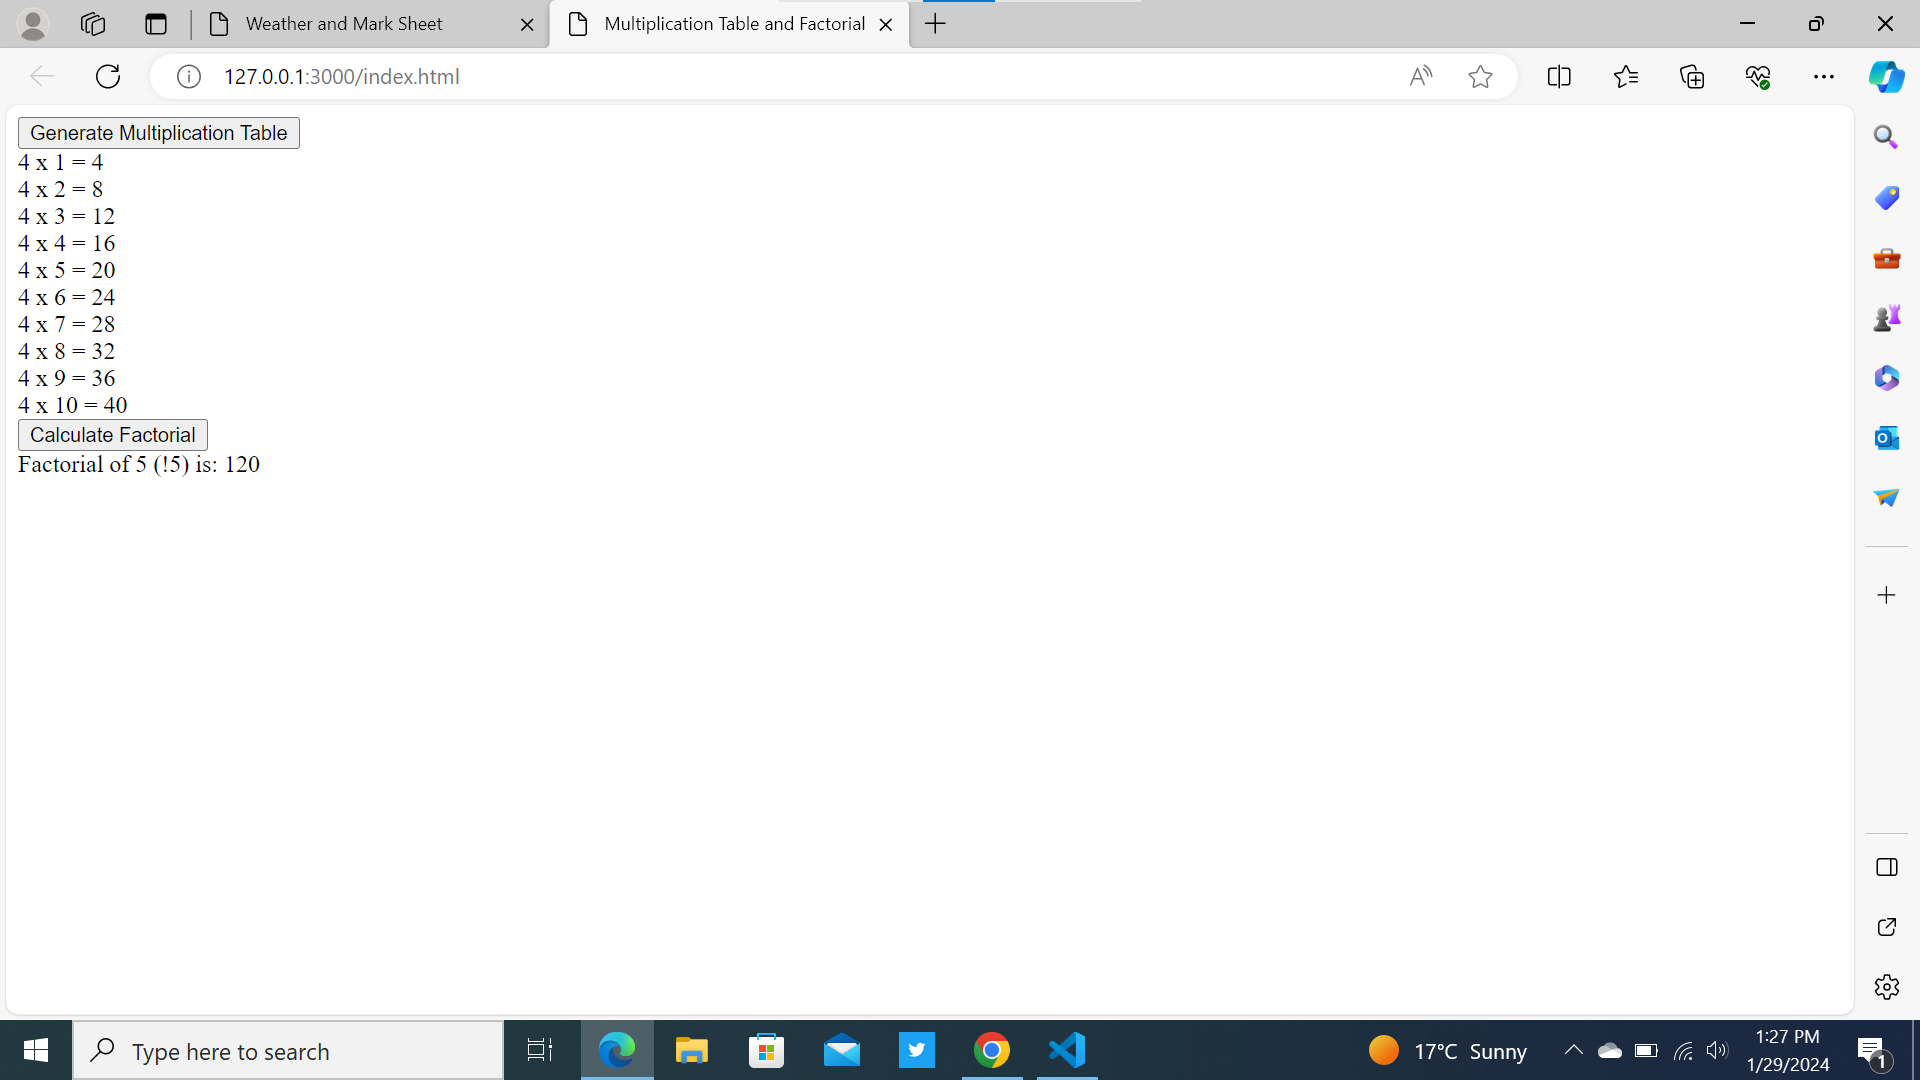 Weather and Mark Sheet
Multiplication Table and Factorial
127.0.0.1:3000/index.html
Generate Multiplication Table
4 x 1 = 4
4 x 2 = 8
4 x 3 = 12
4 x 4 = 16
4 x 5 = 20
4 x 6 = 24
4 x 7 = 28
4 x 8 = 32
4 x 9 = 36
4 x 10 = 40
Calculate Factorial
Factorial of 5 (!5) is: 120
Type here to search
17°C Sunny
1:27 PM
1/29/2024
1